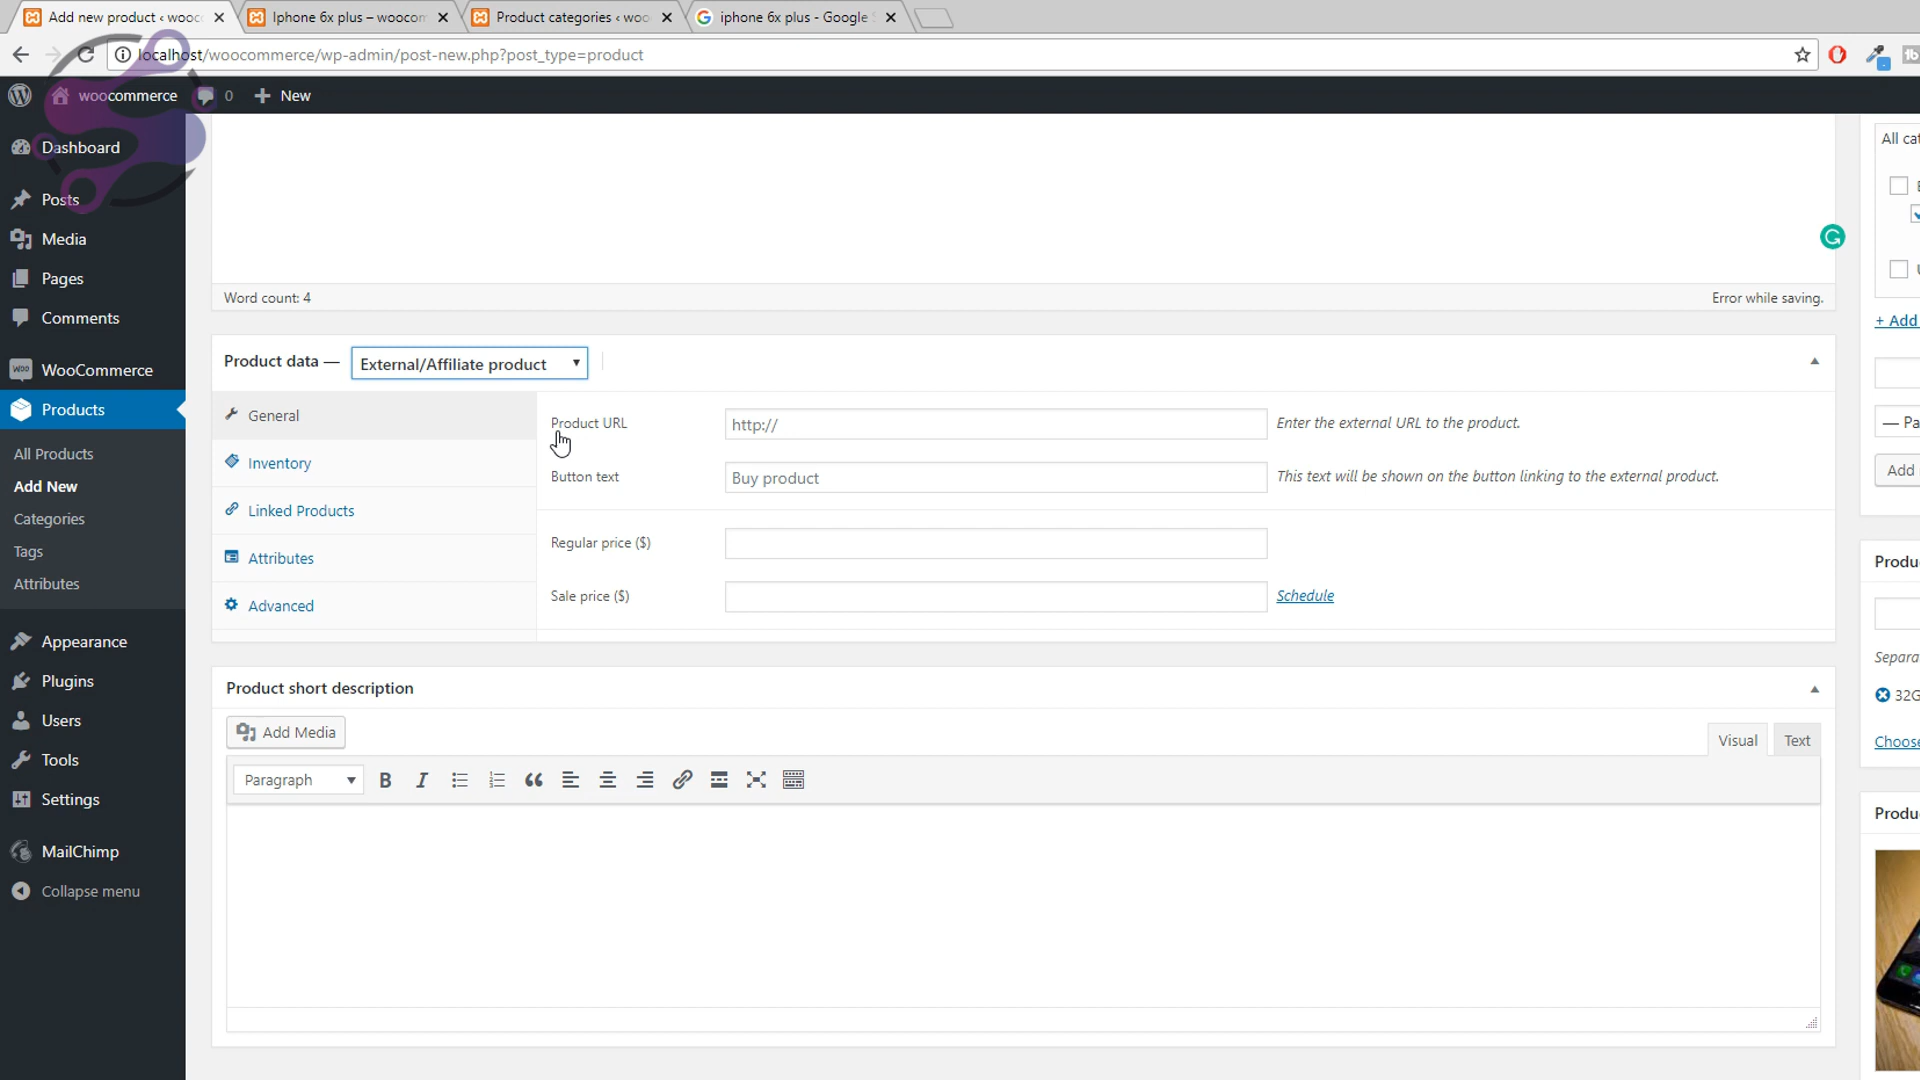 Add new product ‹ wooc
Iphone 6x plus – woocom
Product categories ‹ woo
iphone 6x plus - Google S
localhost/woocommerce/wp-admin/post-new.php?post_type=product
woocommerce
0
New
Dashboard
Posts
Media
Pages
Comments
WooCommerce
Products
All Products
Add New
Categories
Tags
Attributes
Appearance
Plugins
Users
Tools
Settings
MailChimp
Collapse menu
Word count: 4
Error while saving.
Product data —
External/Affiliate product
General
Inventory
Linked Products
Attributes
Advanced
Product URL
http://
Enter the external URL to the product.
Button text
Buy product
This text will be shown on the button linking to the external product.
Regular price ($)
Sale price ($)
Schedule
Product short description
Add Media
Visual
Text
Paragraph
All cat
+ Add
— Pa
Add
Produ
Separa
32G
Choose
Produ